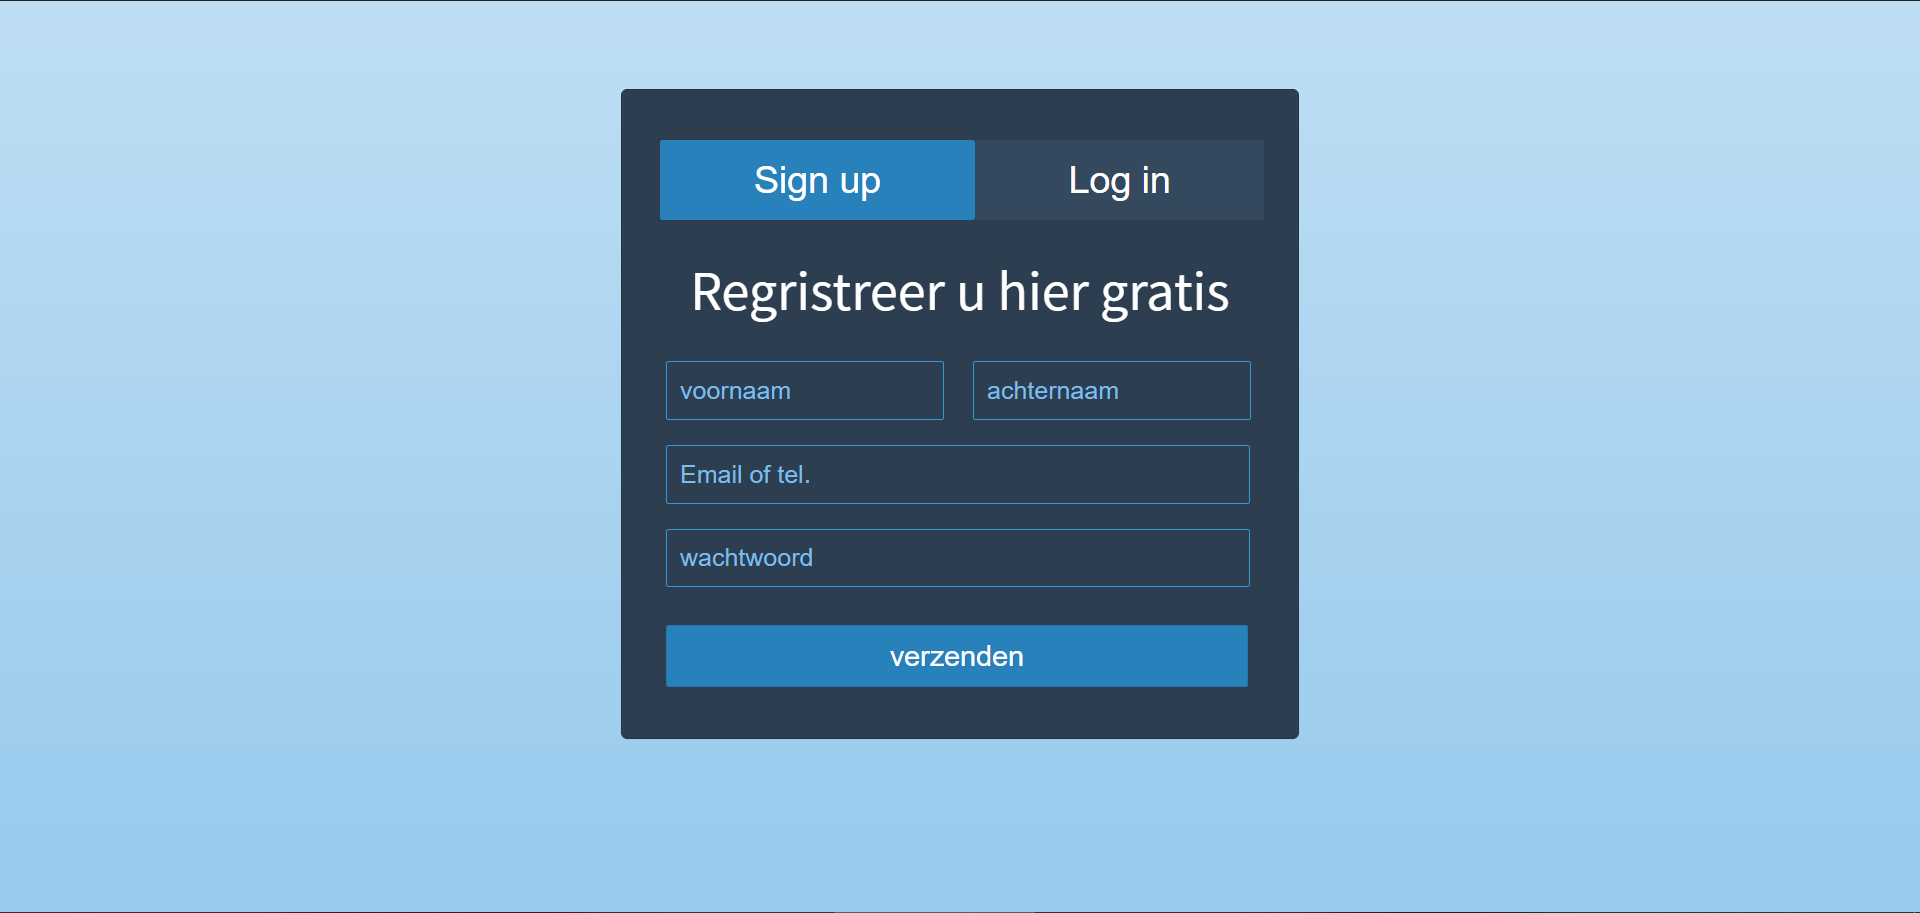 Sign up Log in
Regristreer u hier gratis
voornaam achternaam
Email of tel.
wachtwoord
verzenden